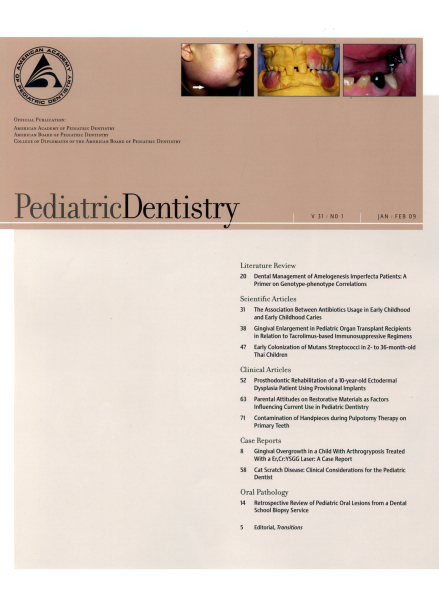 AMERICAN ACADEMY
OF PEDIATRIC DENTISTRY
OFFICIAL PUBLICATION:
AMERICAN ACADEMY OF PEDIATRIC DENTISTRY
AMERICAN BOARD OF PEDIATRIC DENTISTRY
COLLEGE OF DIPLOMATES OF THE AMERICAN BOARD OF PEDIATRIC DENTISTRY
PediatricDentistry
V 31 / NO 1
JAN / FEB 09
Literature Review
20 Dental Management of Amelogenesis Imperfecta Patients: A
Primer on Genotype-phenotype Correlations
Scientific Articles
31 The Association Between Antibiotics Usage in Early Childhood
and Early Childhood Caries
38 Gingival Enlargement in Pediatric Organ Transplant Recipients
in Relation to Tacrolimus-based Immunosuppressive Regimens
47 Early Colonization of Mutans Streptococci in 2- to 36-month-old
Thai Children
Clinical Articles
52 Prosthodontic Rehabilitation of a 10-year-old Ectodermal
Dysplasia Patient Using Provisional Implants
63 Parental Attitudes on Restorative Materials as Factors
Influencing Current Use in Pediatric Dentistry
71 Contamination of Handpieces during Pulpotomy Therapy on
Primary Teeth
Case Reports
8 Gingival Overgrowth in a Child With Arthrogryposis Treated
With a Er,Cr:YSGG Laser: A Case Report
58 Cat Scratch Disease: Clinical Considerations for the Pediatric
Dentist
Oral Pathology
14 Retrospective Review of Pediatric Oral Lesions from a Dental
School Biopsy Service
5 Editorial, Transitions